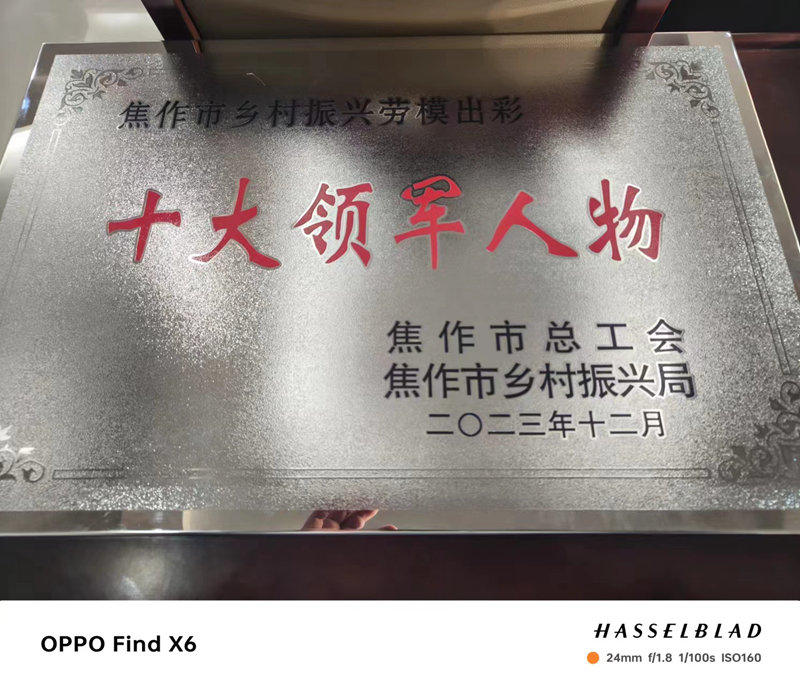 焦作市乡村振兴劳模出彩
十大领军人物
焦作市总工会
焦作市乡村振兴局
二〇二三年十二月
OPPO Find X6
HASSELBLAD
24mm f/1.8 1/100s ISO160